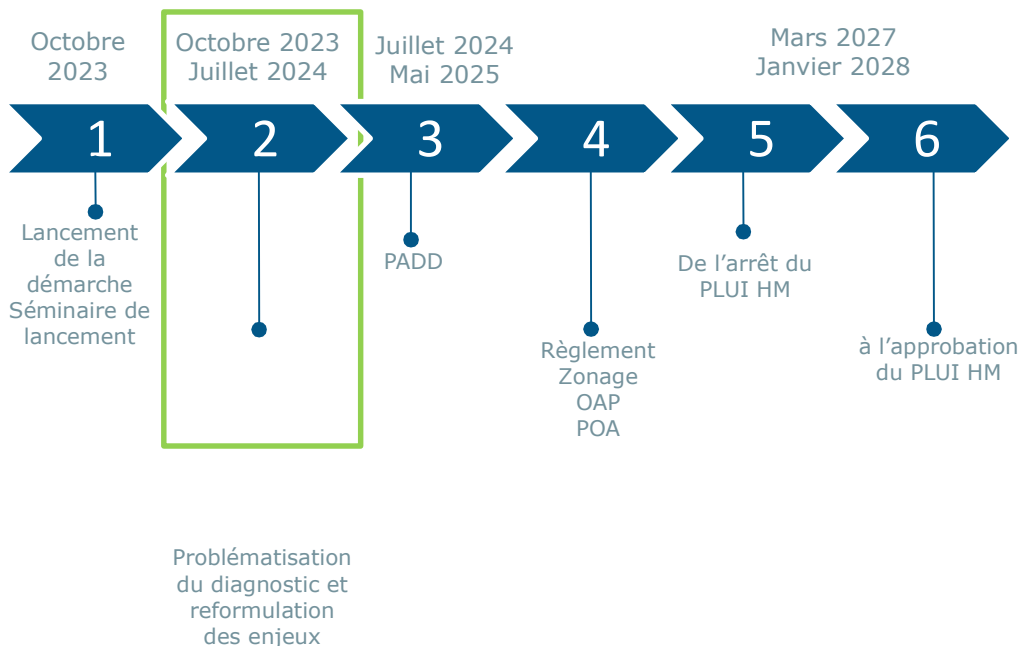 Octobre
2023
Octobre 2023
Juillet 2024
Juillet 2024
Mai 2025
Mars 2027
Janvier 2028
1
2
3
4
5
6
Lancement
de la
démarche
Séminaire de
lancement
PADD
Règlement
Zonage
OAP
POA
De l’arrêt du
PLUI HM
à l’approbation
du PLUI HM
Problématisation
du diagnostic et
reformulation
des enjeux